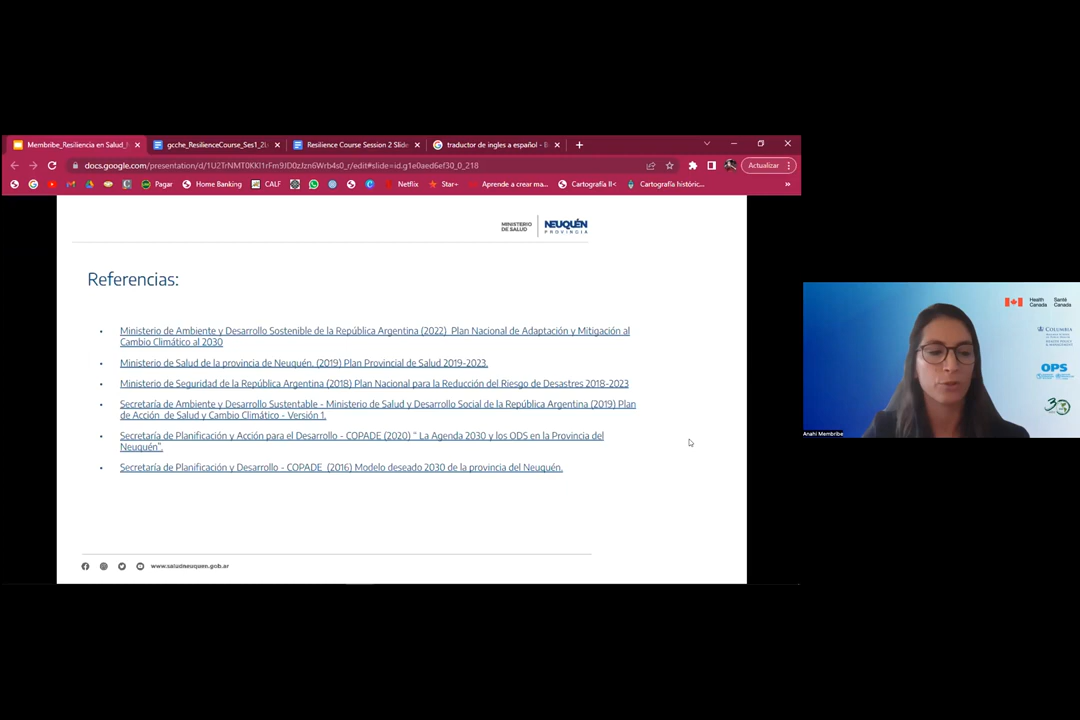 Membribe_Resiliencia en Salud_
gcche_ResilienceCourse_Ses1_2
Resilience Course Session 2 Slide
traductor de ingles a español -
docs.google.com/presentation/d/
/edit#slide=id.g1e0aed6ef30_0_218
Actualizar
Pagar
Home Banking
CALF
Netflix
Star+
Aprende a crear ma...
Cartografía II<
Cartografía históric...
MINISTERIO
DE SALUD
NEUQUÉN
PROVINCIA
Referencias:
• Ministerio de Ambiente y Desarrollo Sostenible de la República Argentina (2022) .Plan Nacional de Adaptación y Mitigación al
Cambio Climático al 2030
• Ministerio de Salud de la provincia de Neuquén. (2019) Plan Provincial de Salud 2019-2023.
• Ministerio de Seguridad de la República Argentina (2018) Plan Nacional para la Reducción del Riesgo de Desastres 2018-2023
• Secretaría de Ambiente y Desarrollo Sustentable - Ministerio de Salud y Desarrollo Social de la República Argentina (2019) Plan
de Acción de Salud y Cambio Climático - Versión 1.
• Secretaría de Planificación y Acción para el Desarrollo - COPADE (2020) " La Agenda 2030 y los ODS en la Provincia del
Neuquén".
• Secretaría de Planificación y Desarrollo - COPADE (2016) Modelo deseado 2030 de la provincia del Neuquén.
www.saludneuquen.gob.ar
Health Santé
Canada Canada
COLUMBIA
OPS
30
Anahi Membribe